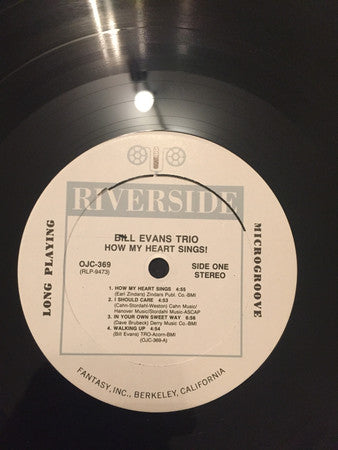 RIVERSIDE
LONG PLAYING
MICROGROOVE
BILL EVANS TRIO
HOW MY HEART SINGS!
OJC-369
(RLP-9473)
SIDE ONE
STEREO
1. HOW MY HEART SINGS 4:55
(Earl Zindars) Zindars Publ. Co.-BMI
2. I SHOULD CARE 4:53
(Cahn-Stordahl-Weston) Cahn Music/
Hanover Music/Stordahl Music-ASCAP
3. IN YOUR OWN SWEET WAY 6:58
(Dave Brubeck) Derry Music Co.-BMI
4. WALKING UP 4:54
(Bill Evans) TRO-Acorn-BMI
(OJC-369-A)
FANTASY, INC., BERKELEY, CALIFORNIA